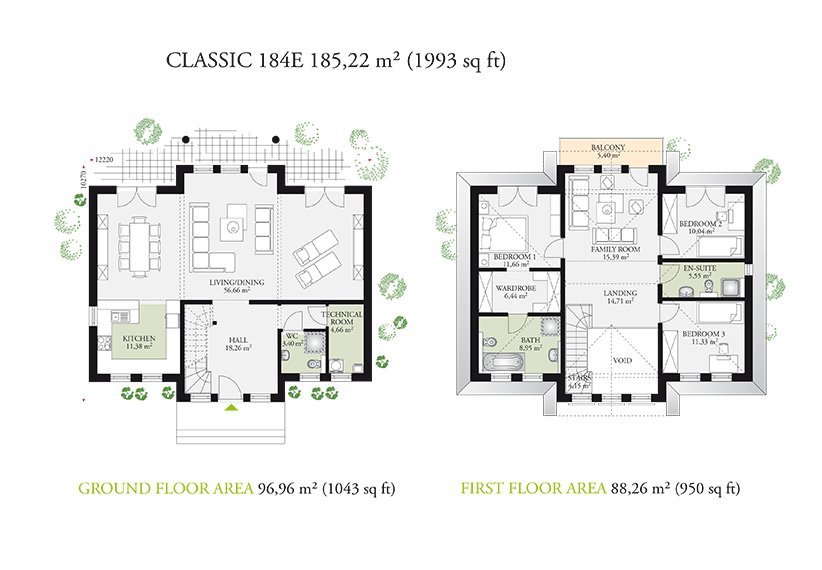 CLASSIC 184E 185,22 m² (1993 sq ft)
12220
10270
LIVING/DINING
56.66 m²
KITCHEN
11,38 m²
HALL
18.26 m²
WC
3.40 m²
TECHNICAL
ROOM
4,66 m²
BALCONY
5.40 m²
BEDROOM 1
11,66 m²
FAMILY ROOM
15.39 m²
BEDROOM 2
10.04 m²
WARDROBE
6,44 m²
EN-SUITE
5,55 m²
LANDING
14,71 m²
BATH
8,95 m²
BEDROOM 3
11.33 m²
VOID
STAIRS
4,15 m²
GROUND FLOOR AREA 96,96 m² (1043 sq ft)
FIRST FLOOR AREA 88,26 m² (950 sq ft)